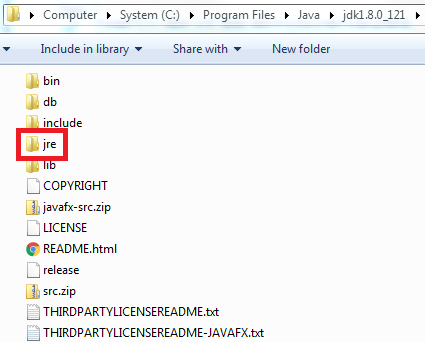 Computer System (C:) Program Files Java jdk1.8.0_121
Include in library Share with New folder
bin
db
include
jre
lib
COPYRIGHT
javafx-src.zip
LICENSE
README.html
release
src.zip
THIRDPARTYLICENSEREADME.txt
THIRDPARTYLICENSEREADME-JAVAFX.txt